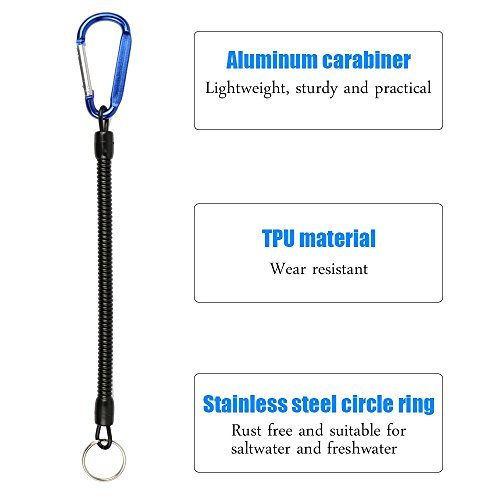 Aluminum carabiner
Lightweight, sturdy and practical
TPU material
Wear resistant
Stainless steel circle ring
Rust free and suitable for
saltwater and freshwater